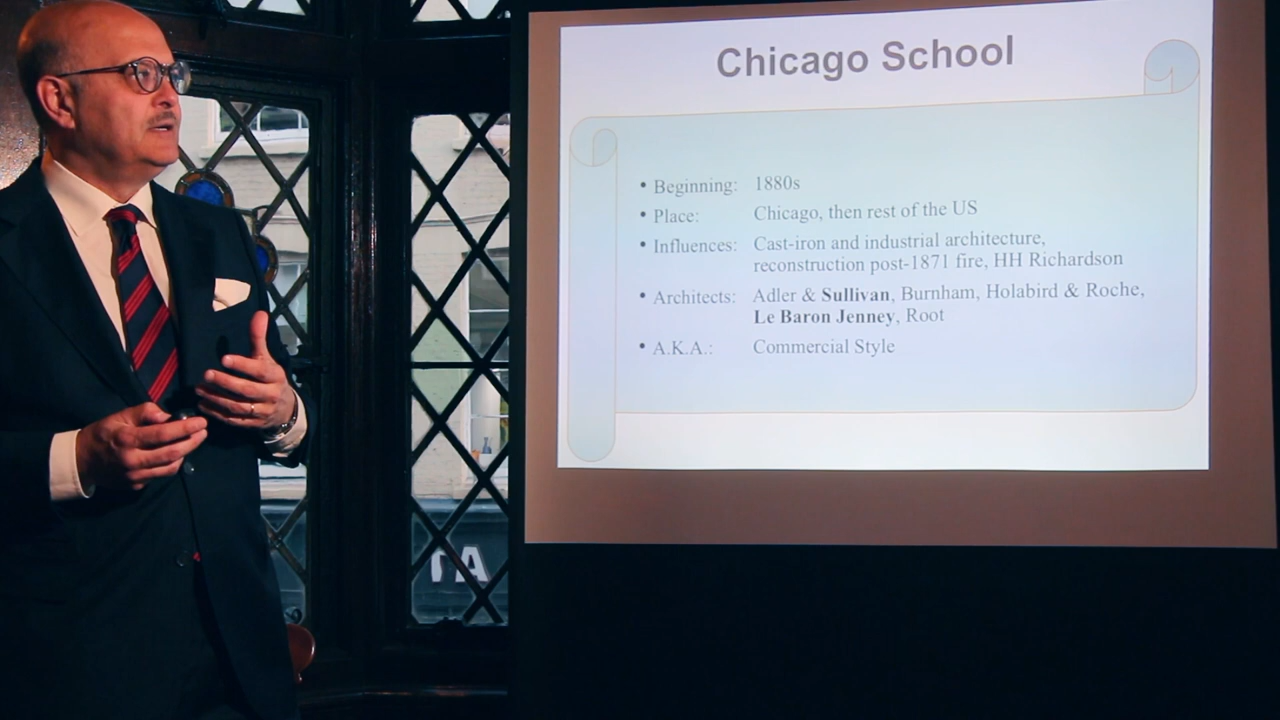 Chicago School
• Beginning: 1880s
• Place: Chicago, then rest of the US
• Influences: Cast-iron and industrial architecture,
reconstruction post-1871 fire, HH Richardson
• Architects: Adler & Sullivan, Burnham, Holabird & Roche,
Le Baron Jenney, Root
• A.K.A.: Commercial Style